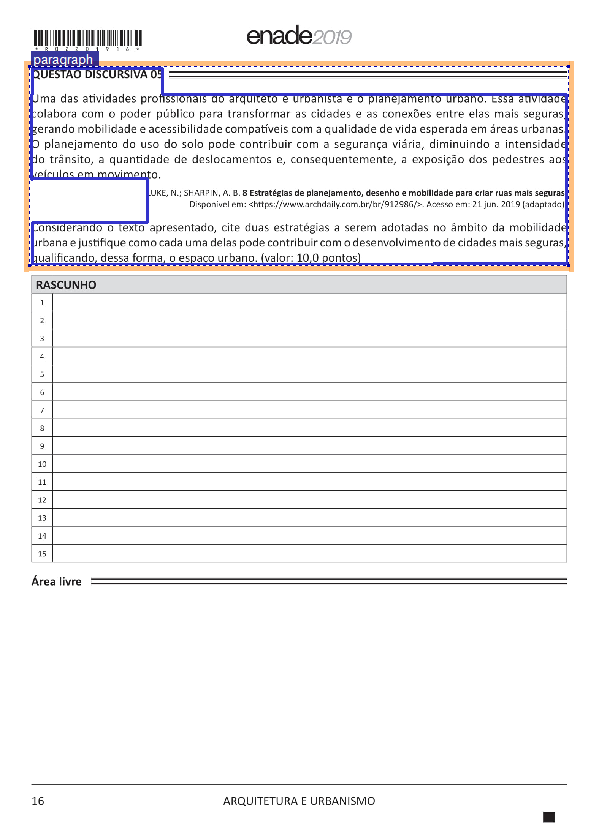 enade2019
paragraph
QUESTÃO DISCURSIVA 05
Uma das atividades profissionais do arquiteto e urbanista é o planejamento urbano. Essa atividade
colabora com o poder público para transformar as cidades e as conexões entre elas mais seguras,
gerando mobilidade e acessibilidade compatíveis com a qualidade de vida esperada em áreas urbanas.
O planejamento do uso do solo pode contribuir com a segurança viária, diminuindo a intensidade
do trânsito, a quantidade de deslocamentos e, consequentemente, a exposição dos pedestres aos
veículos em movimento.
LUKE, N.; SHARPIN, A. B. 8 Estratégias de planejamento, desenho e mobilidade para criar ruas mais seguras.
Disponível em: <https://www.archdaily.com.br/br/912986/>. Acesso em: 21 jun. 2019 (adaptado).
Considerando o texto apresentado, cite duas estratégias a serem adotadas no âmbito da mobilidade
urbana e justifique como cada uma delas pode contribuir com o desenvolvimento de cidades mais seguras,
qualificando, dessa forma, o espaço urbano. (valor: 10,0 pontos)
RASCUNHO
1
2
3
4
5
6
7
8
9
10
11
12
13
14
15
Área livre
16 ARQUITETURA E URBANISMO